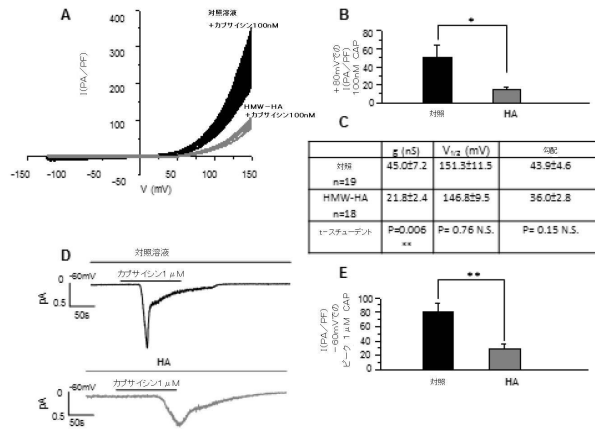 A
400
対照溶液
+カプサイシン100nM
300
I(PA/PF)
200
HMW-HA
+カプサイシン100nM
100
0
-150 -100 -50 0 50 100 150
V (mV)
B
*
+80mVでの
I(PA/PF)
100nM CAP
80
60
40
20
0
対照 HA
C
g (nS) V1/2 (mV) 勾配
対照
n=19 45.0±7.2 151.3±11.5 43.9±4.6
HMW-HA
n=18 21.8±2.4 146.8±9.5 36.0±2.8
t-スチューデント P=0.006
** P= 0.76 N.S. P= 0.15 N.S.
D
対照溶液
-60mV
カプサイシン1μM
0
pA
0.5
50s
HA
-60mV
カプサイシン1μM
0
pA
0.5
50s
E
**
I(PA/PF)
-60mVでの
ピーク 1μM CAP
100
80
60
40
20
0
対照 HA